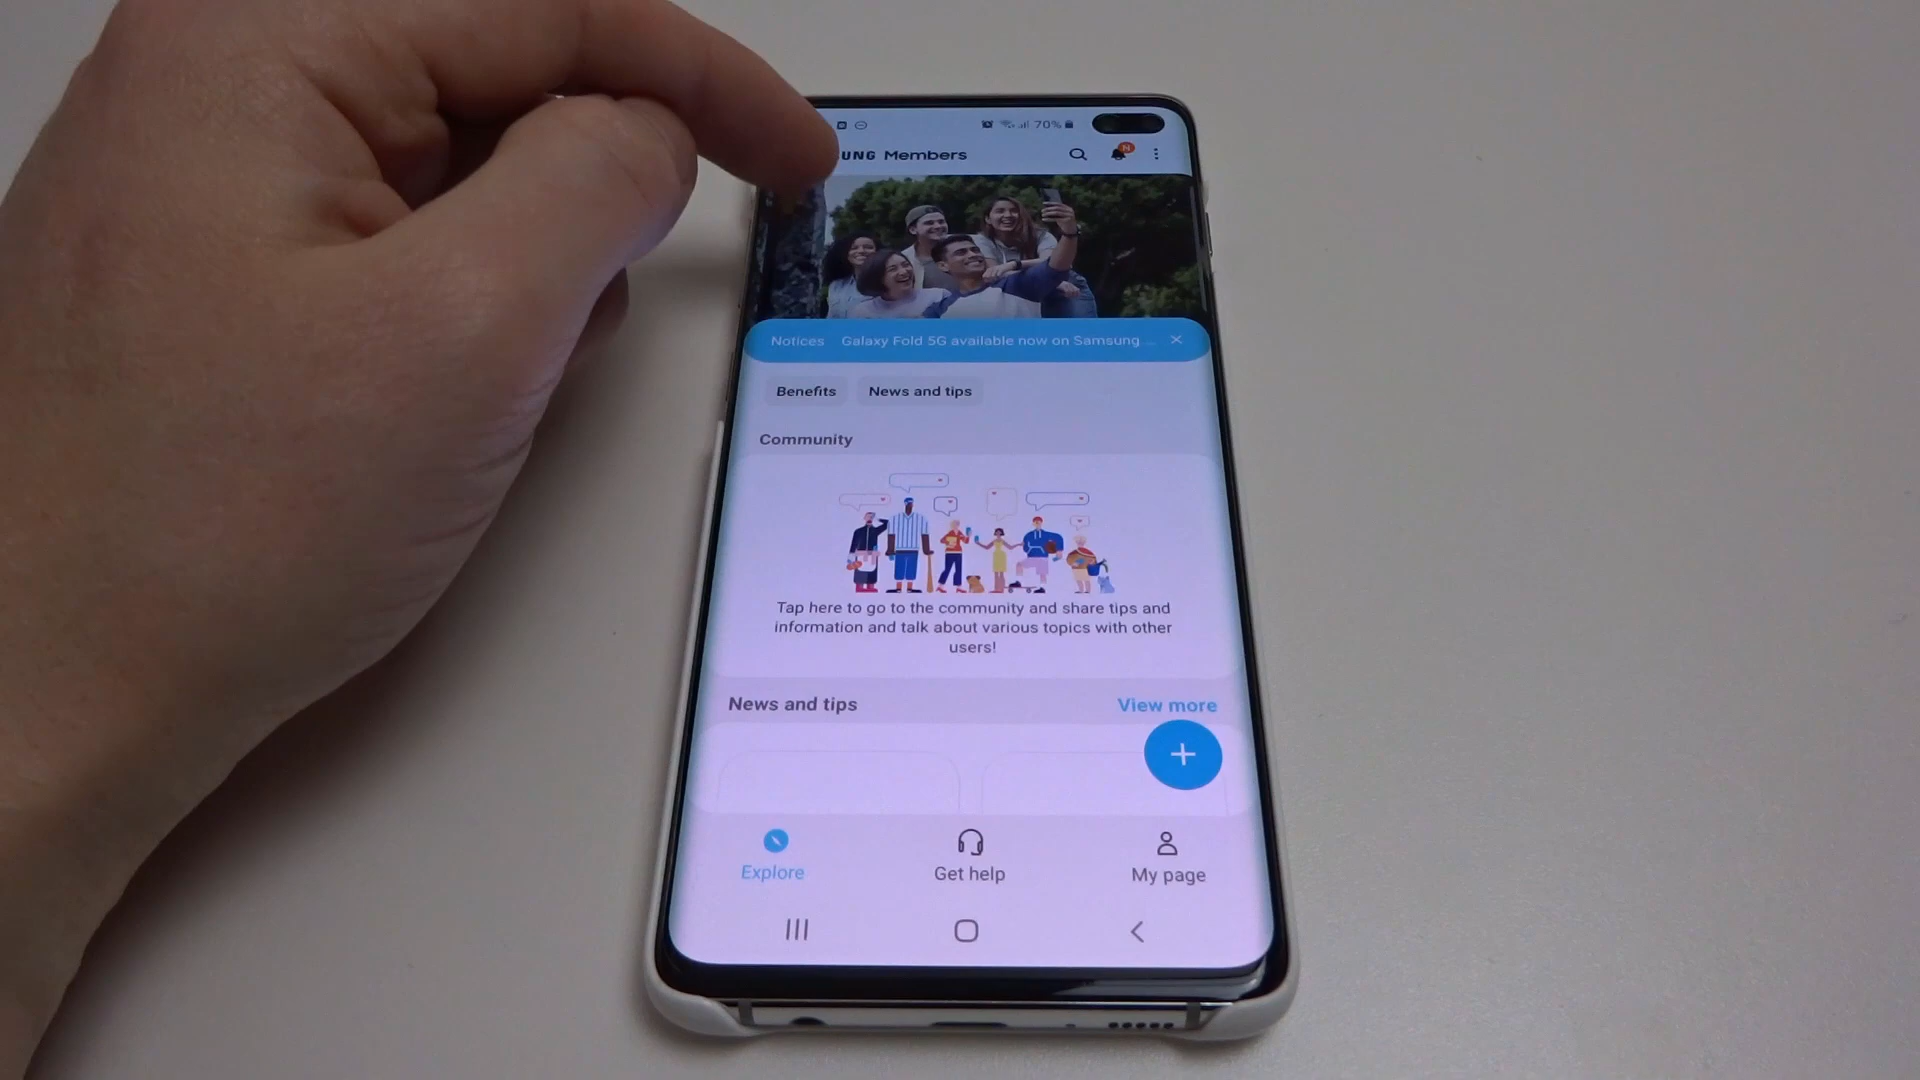 70%
UNG Members
N
Notices Galaxy Fold 5G available now on Samsung...
Benefits News and tips
Community
Tap here to go to the community and share tips and
information and talk about various topics with other
users!
News and tips View more
+
Explore Get help My page